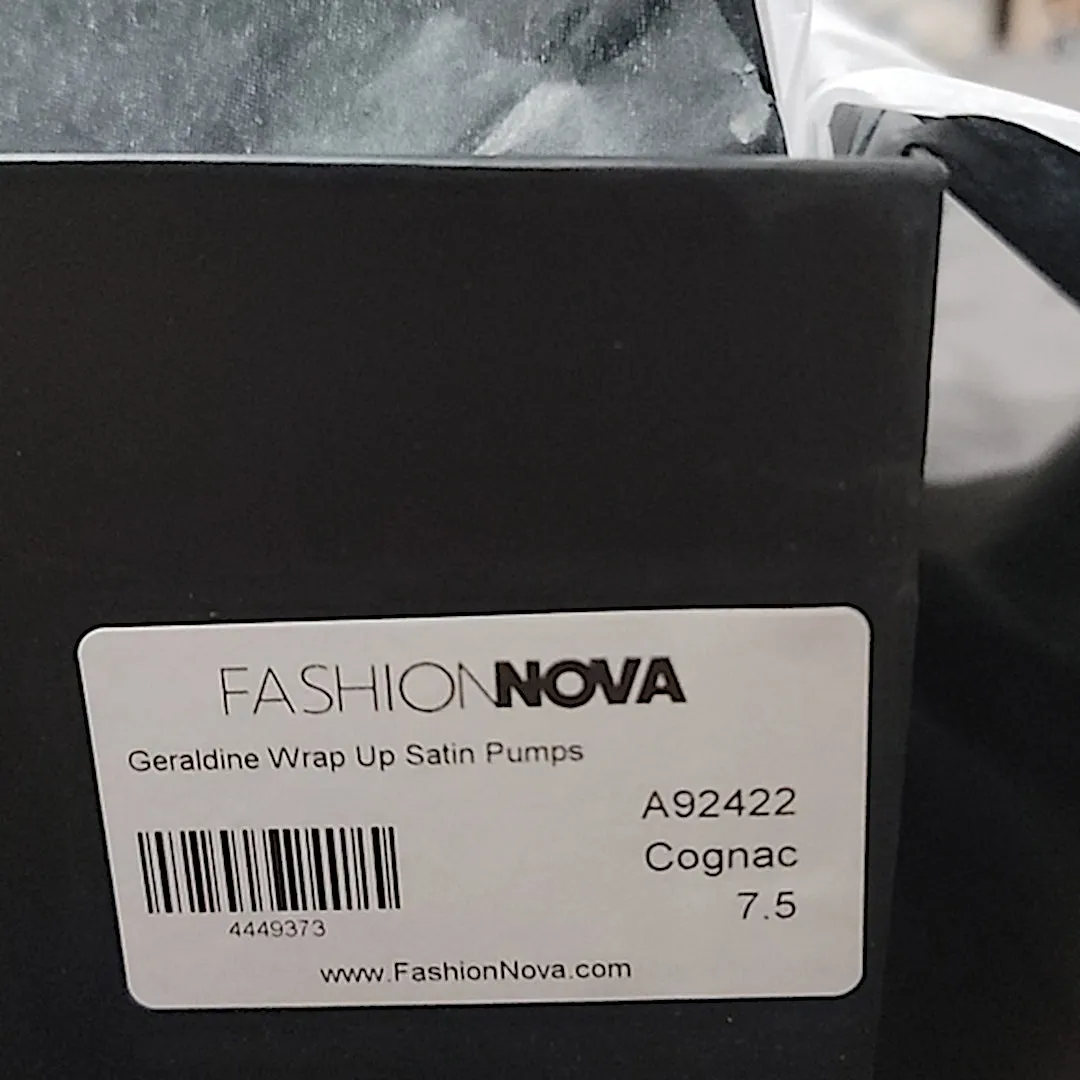 FASHIONNOVA
Geraldine Wrap Up Satin Pumps
A92422
Cognac
7.5
4449373
www.FashionNova.com